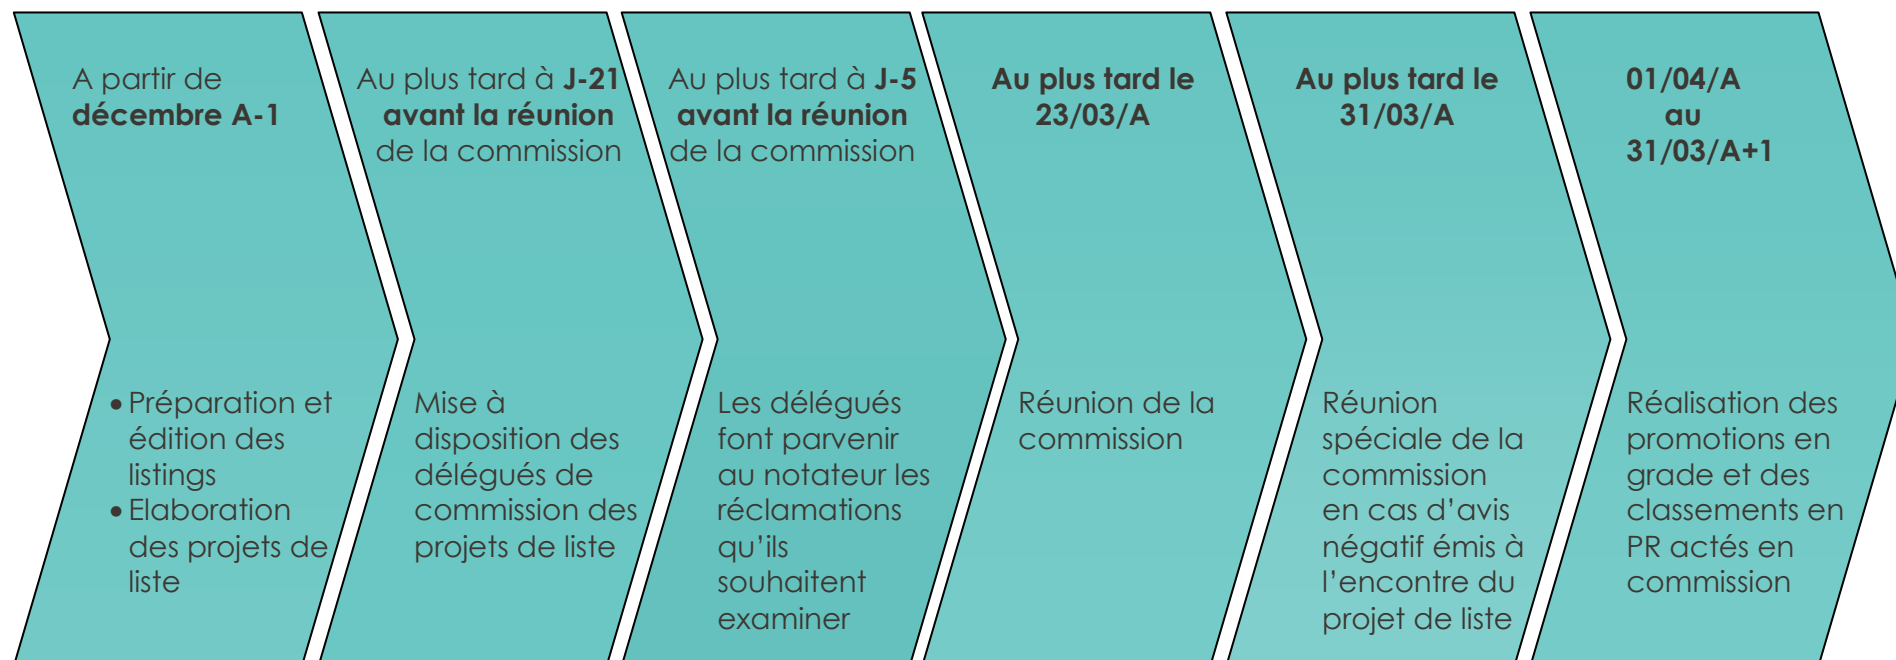 A partir de
décembre A-1
• Préparation et
édition des
listings
• Elaboration
des projets de
liste
Au plus tard à J-21
avant la réunion
de la commission
Mise à
disposition des
délégués de
commission des
projets de liste
Au plus tard à J-5
avant la réunion
de la commission
Les délégués
font parvenir
au notateur les
réclamations
qu’ils
souhaitent
examiner
Au plus tard le
23/03/A
Réunion de la
commission
Au plus tard le
31/03/A
Réunion
spéciale de la
commission
en cas d’avis
négatif émis à
l’encontre du
projet de liste
01/04/A
au
31/03/A+1
Réalisation des
promotions en
grade et des
classements en
PR actés en
commission